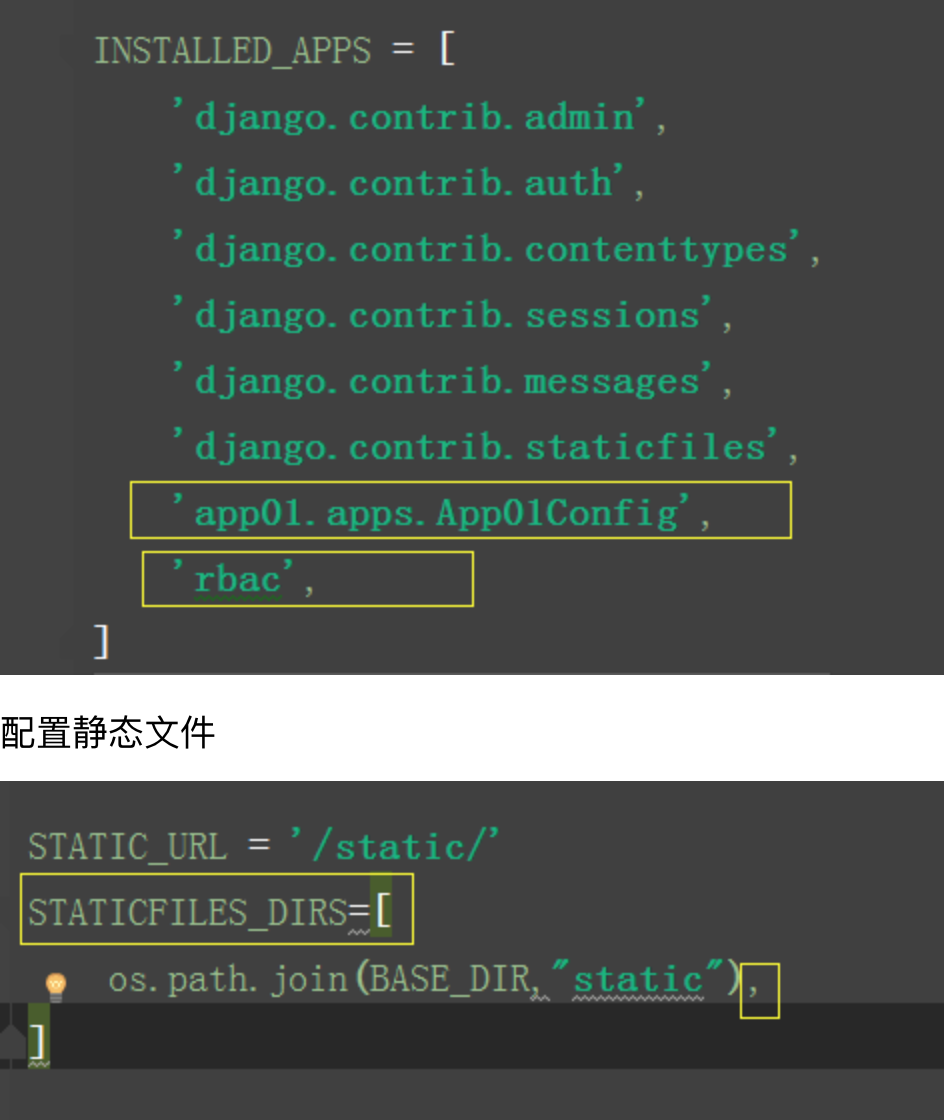 INSTALLED_APPS = [
'django.contrib.admin',
'django.contrib.auth',
'django.contrib.contenttypes',
'django.contrib.sessions',
'django.contrib.messages',
'django.contrib.staticfiles',
'app01.apps.App01Config',
'rbac',
]
配置静态文件
STATIC_URL = '/static/'
STATICFILES_DIRS=[
os.path.join(BASE_DIR,"static"),
]